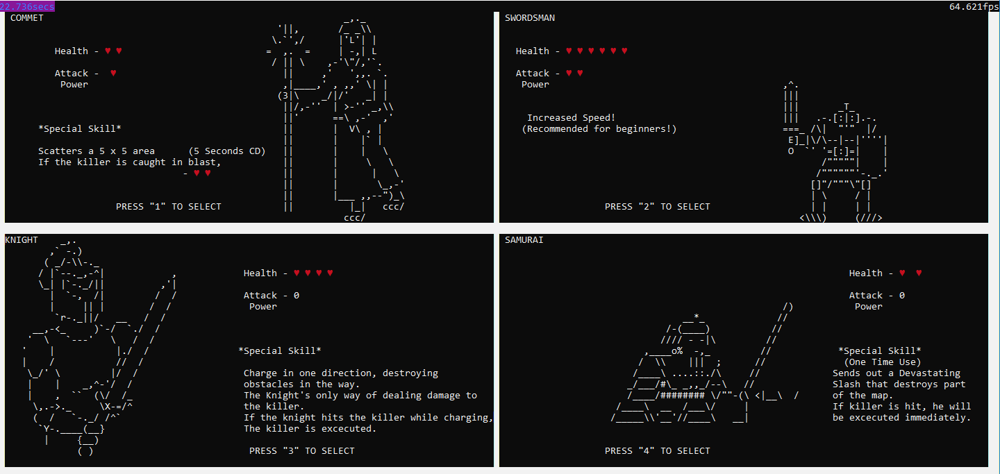 22.736secs
64.621fps
COMMET
Health - ♥ ♥
Attack - ♥
Power
*Special Skill*
Scatters a 5 x 5 area (5 Seconds CD)
If the killer is caught in blast,
- ♥ ♥
PRESS "1" TO SELECT
SWORDSMAN
Health - ♥ ♥ ♥ ♥ ♥ ♥
Attack - ♥ ♥
Power
Increased Speed!
(Recommended for beginners!)
PRESS "2" TO SELECT
KNIGHT
Health - ♥ ♥ ♥ ♥
Attack - 0
Power
*Special Skill*
Charge in one direction, destroying
obstacles in the way.
The Knight's only way of dealing damage to
the killer.
If the knight hits the killer while charging,
The killer is excecuted.
PRESS "3" TO SELECT
SAMURAI
Health - ♥ ♥
Attack - 0
Power
*Special Skill*
(One Time Use)
Sends out a Devastating
Slash that destroys part
of the map.
If killer is hit, he will
be excecuted immediately.
PRESS "4" TO SELECT